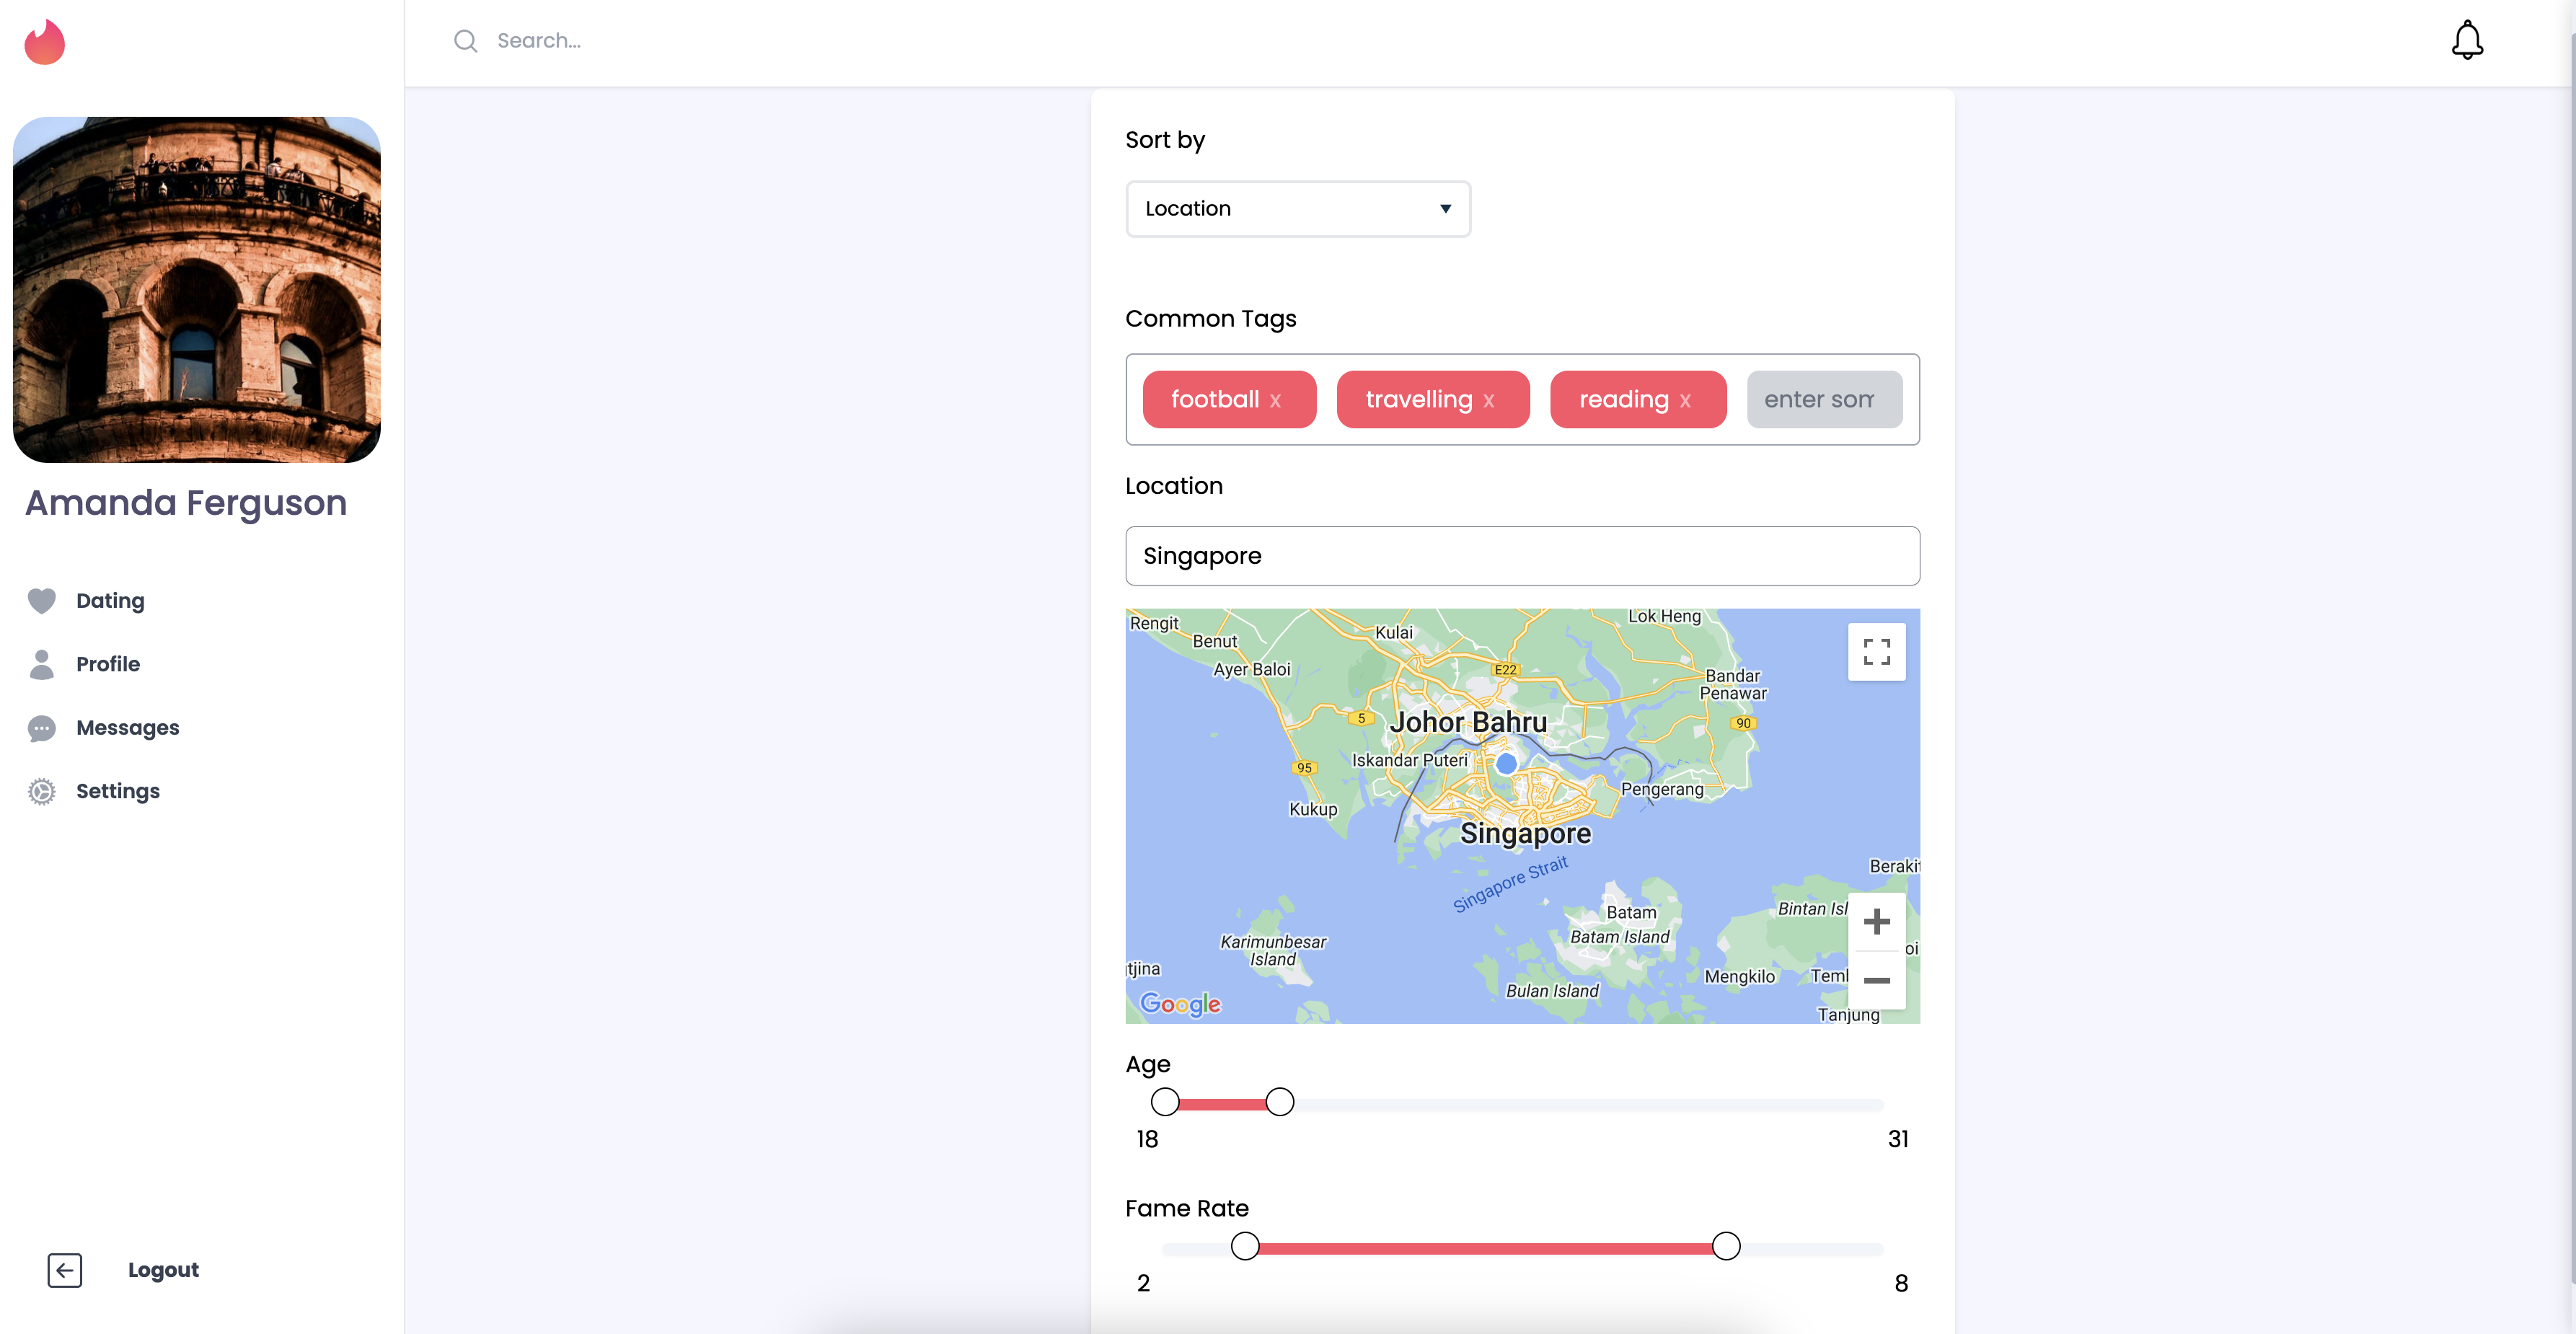 Search...
Amanda Ferguson
Dating
Profile
Messages
Settings
Logout
Sort by
Location
Common Tags
football x
travelling x
reading x
enter som
Location
Singapore
Rengit
Benut
Ayer Baloi
Kulai
Lok Heng
E22
Bandar
Penawar
5
Johor Bahru
90
Iskandar Puteri
95
Pengerang
Kukup
Singapore
Singapore Strait
Berakit
Batam
Bintan Isl
Batam Island
Karimunbesar
Island
oi
tjina
Mengkilo
Bulan Island
Google
Tanjung
Age
18
31
Fame Rate
2
8